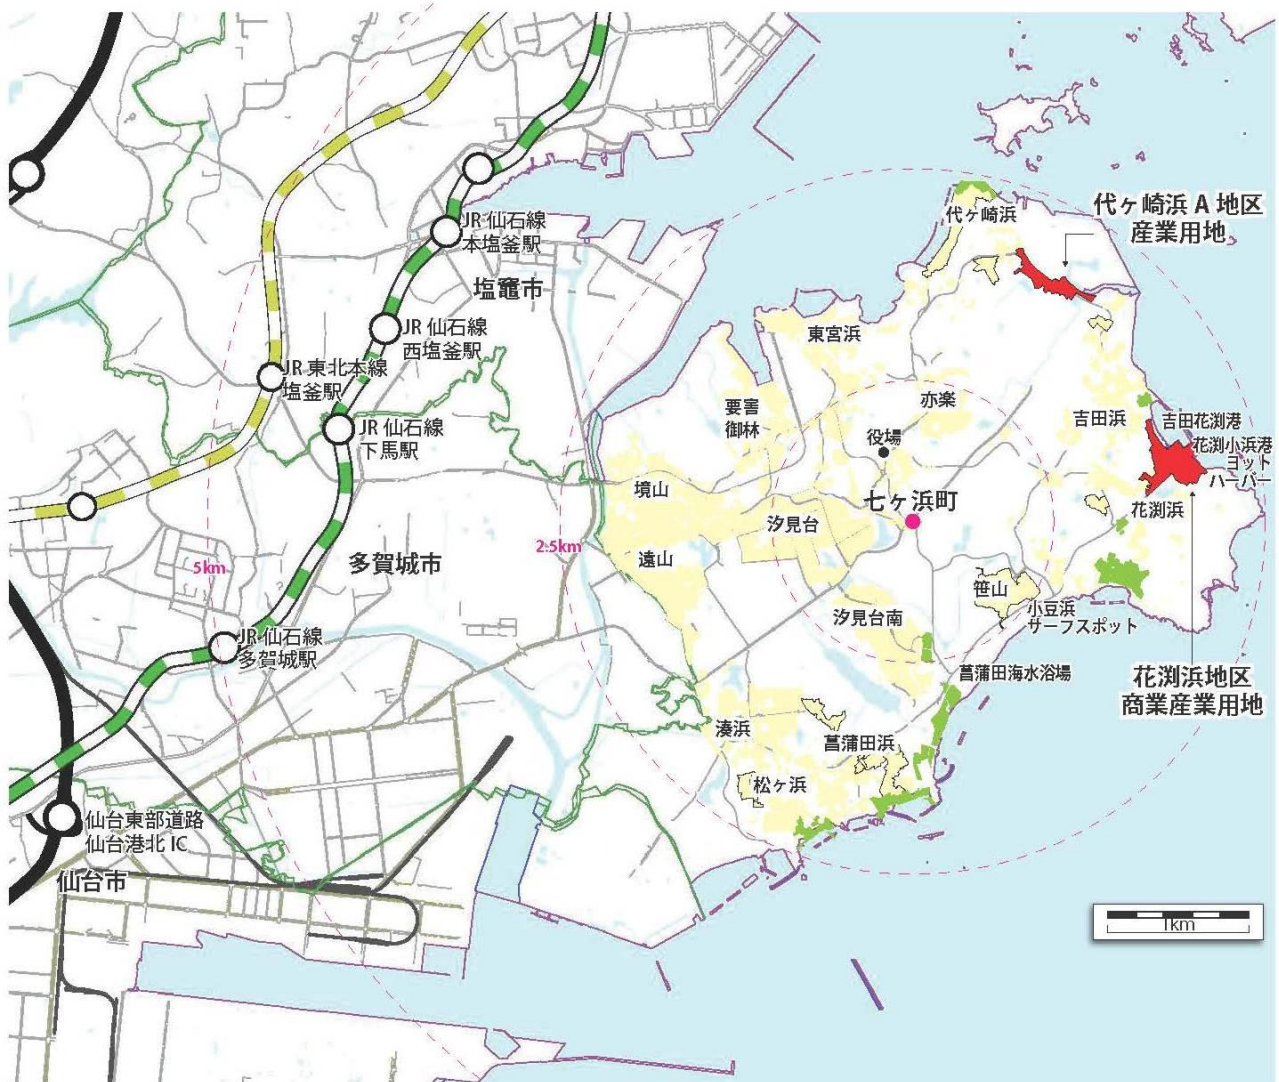 代ヶ崎浜
代ヶ崎浜 A 地区
産業用地
JR 仙石線
本塩釜駅
塩竈市
JR 仙石線
西塩釜駅
東宮浜
JR 東北本線
塩釜駅
JR 仙石線
下馬駅
要害
御林
亦楽
役場
吉田浜
吉田花渕港
花渕小浜港
ヨット
ハーバー
境山
七ヶ浜町
花渕浜
汐見台
2.5km
遠山
5km
多賀城市
笹山
小豆浜
サーフスポット
汐見台南
JR 仙石線
多賀城駅
菖蒲田海水浴場
花渕浜地区
商業産業用地
湊浜
菖蒲田浜
松ヶ浜
仙台東部道路
仙台港北 IC
仙台市
1km